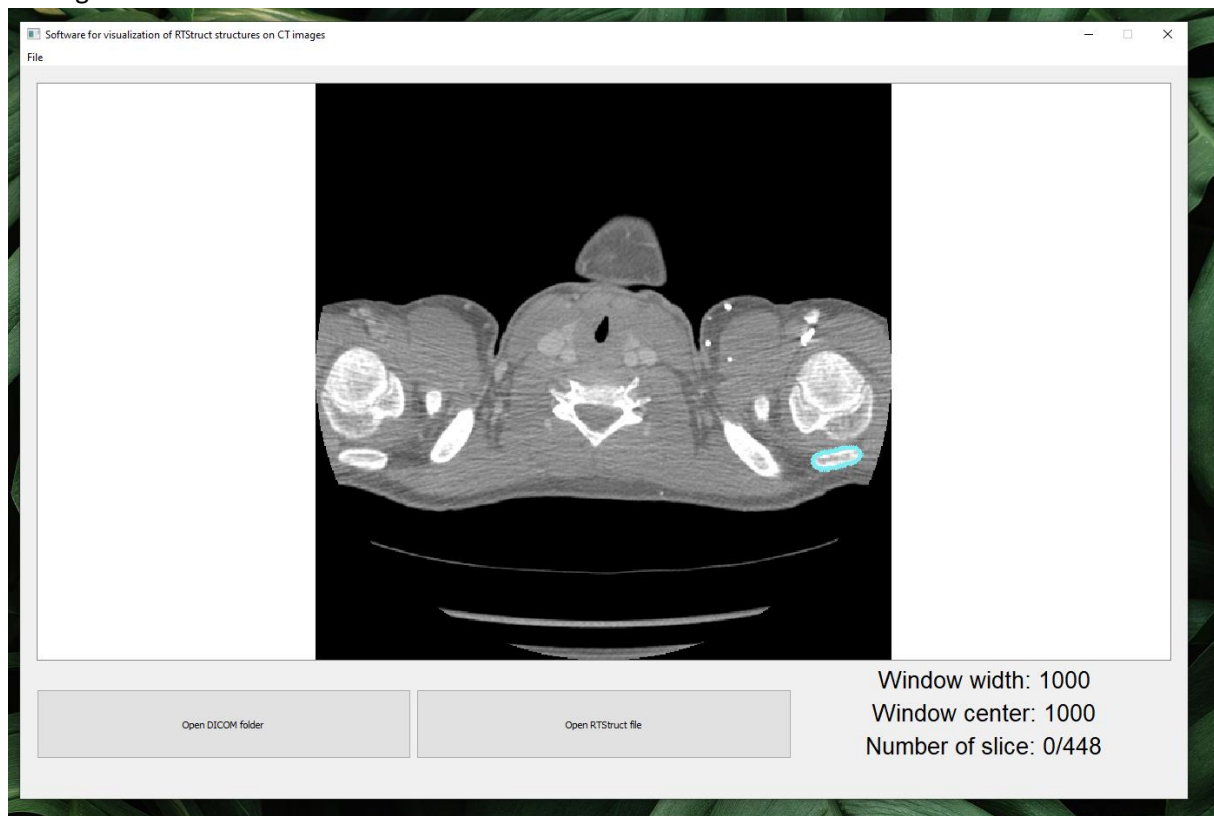 Software for visualization of RTStruct structures on CT images
File
Open DICOM folder
Open RTStruct file
Window width: 1000
Window center: 1000
Number of slice: 0/448